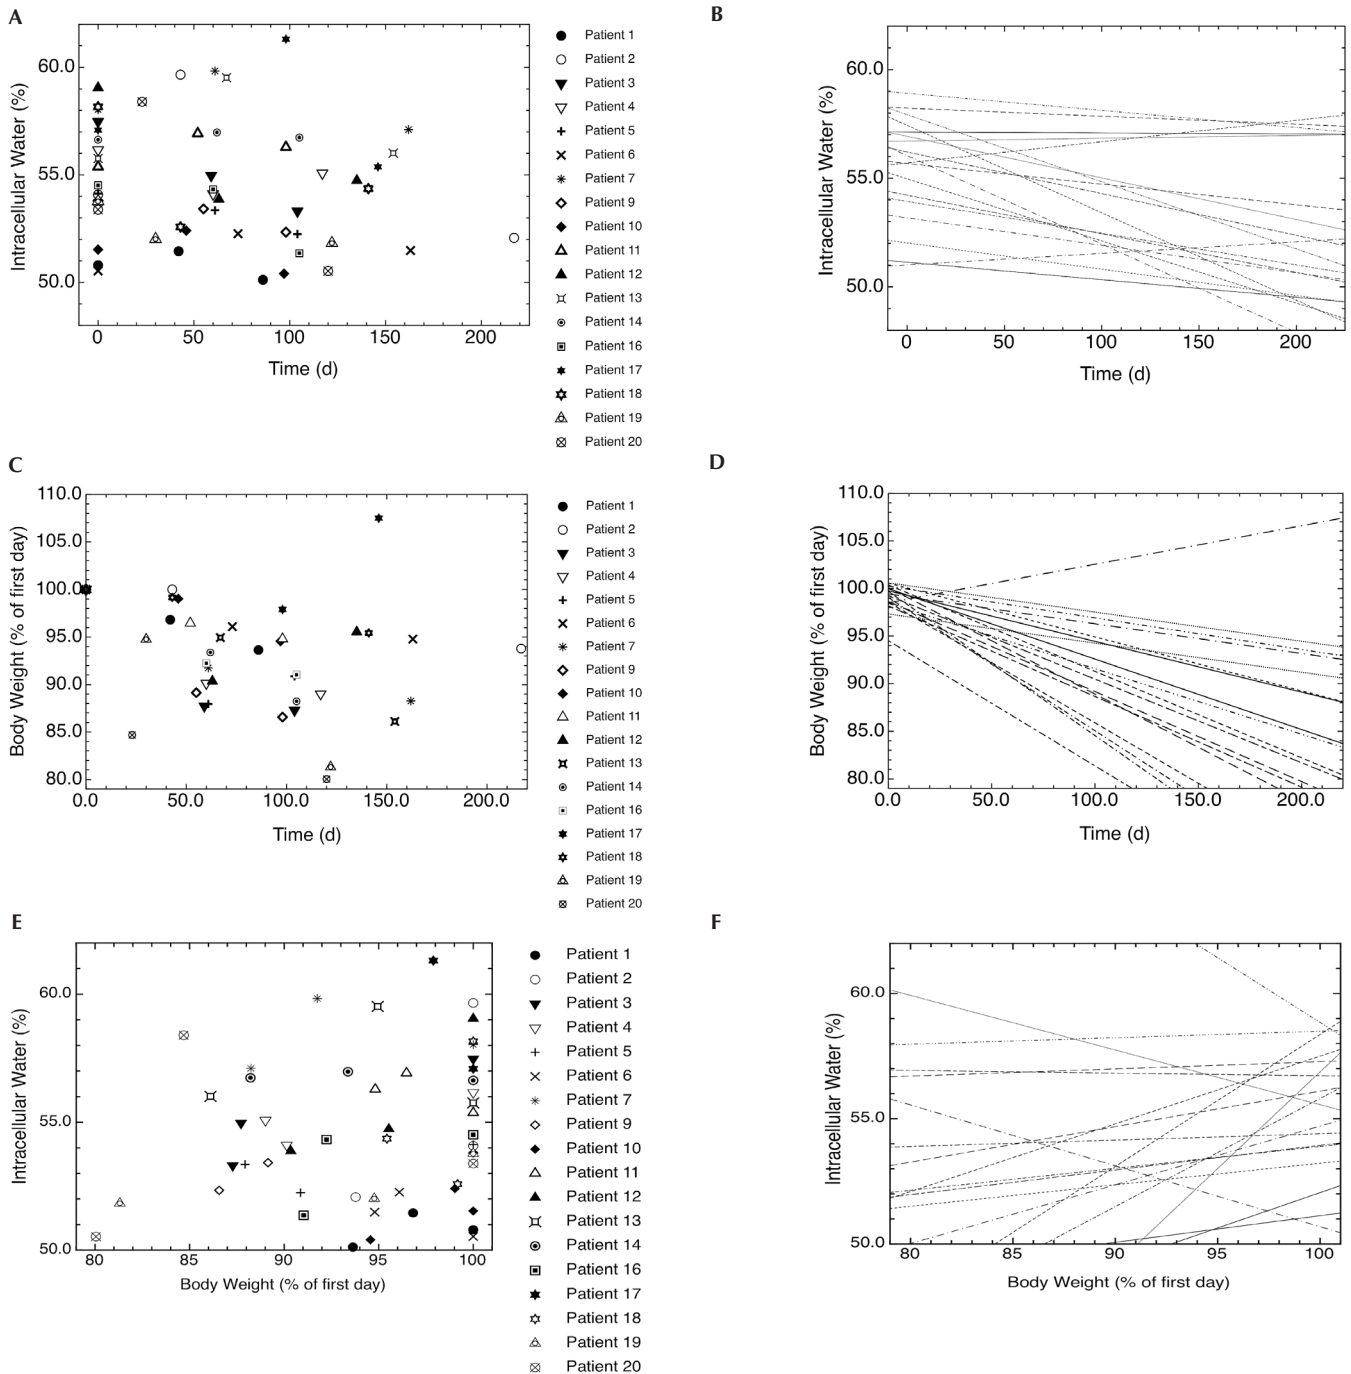 A
Intracellular Water (%)
60.0
55.0
50.0
0
50
100
150
200
Time (d)
Patient 1
Patient 2
Patient 3
Patient 4
Patient 5
Patient 6
Patient 7
Patient 9
Patient 10
Patient 11
Patient 12
Patient 13
Patient 14
Patient 16
Patient 17
Patient 18
Patient 19
Patient 20
B
Intracellular Water (%)
60.0
55.0
50.0
0
50
100
150
200
Time (d)
C
Body Weight (% of first day)
110.0
105.0
100.0
95.0
90.0
85.0
80.0
0.0
50.0
100.0
150.0
200.0
Time (d)
Patient 1
Patient 2
Patient 3
Patient 4
Patient 5
Patient 6
Patient 7
Patient 9
Patient 10
Patient 11
Patient 12
Patient 13
Patient 14
Patient 16
Patient 17
Patient 18
Patient 19
Patient 20
D
Body Weight (% of first day)
110.0
105.0
100.0
95.0
90.0
85.0
80.0
0.0
50.0
100.0
150.0
200.0
Time (d)
E
Intracellular Water (%)
60.0
55.0
50.0
80
85
90
95
100
Body Weight (% of first day)
Patient 1
Patient 2
Patient 3
Patient 4
Patient 5
Patient 6
Patient 7
Patient 9
Patient 10
Patient 11
Patient 12
Patient 13
Patient 14
Patient 16
Patient 17
Patient 18
Patient 19
Patient 20
F
Intracellular Water (%)
60.0
55.0
50.0
80
85
90
95
100
Body Weight (% of first day)